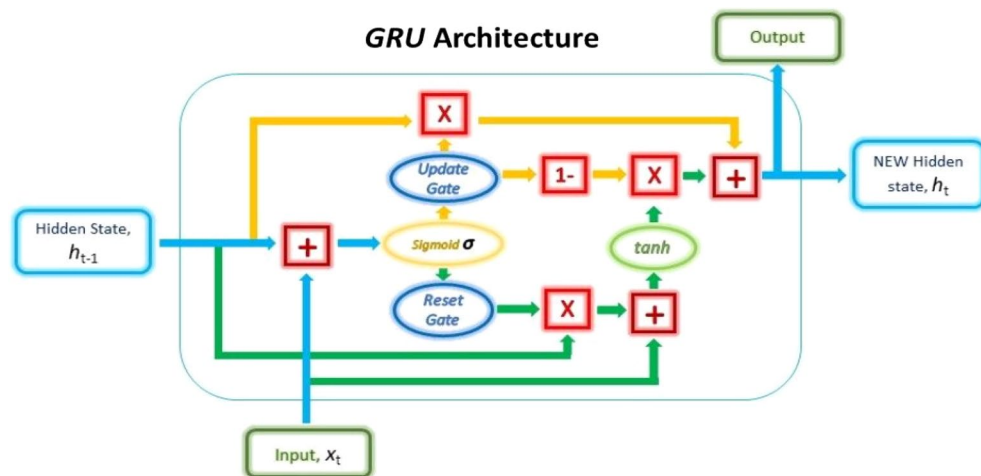 GRU Architecture
Output
X
Update
Gate
1-
X
+
NEW Hidden
state, hₜ
Hidden State,
hₜ₋₁
+
Sigmoid σ
tanh
Reset
Gate
X
+
Input, xₜ